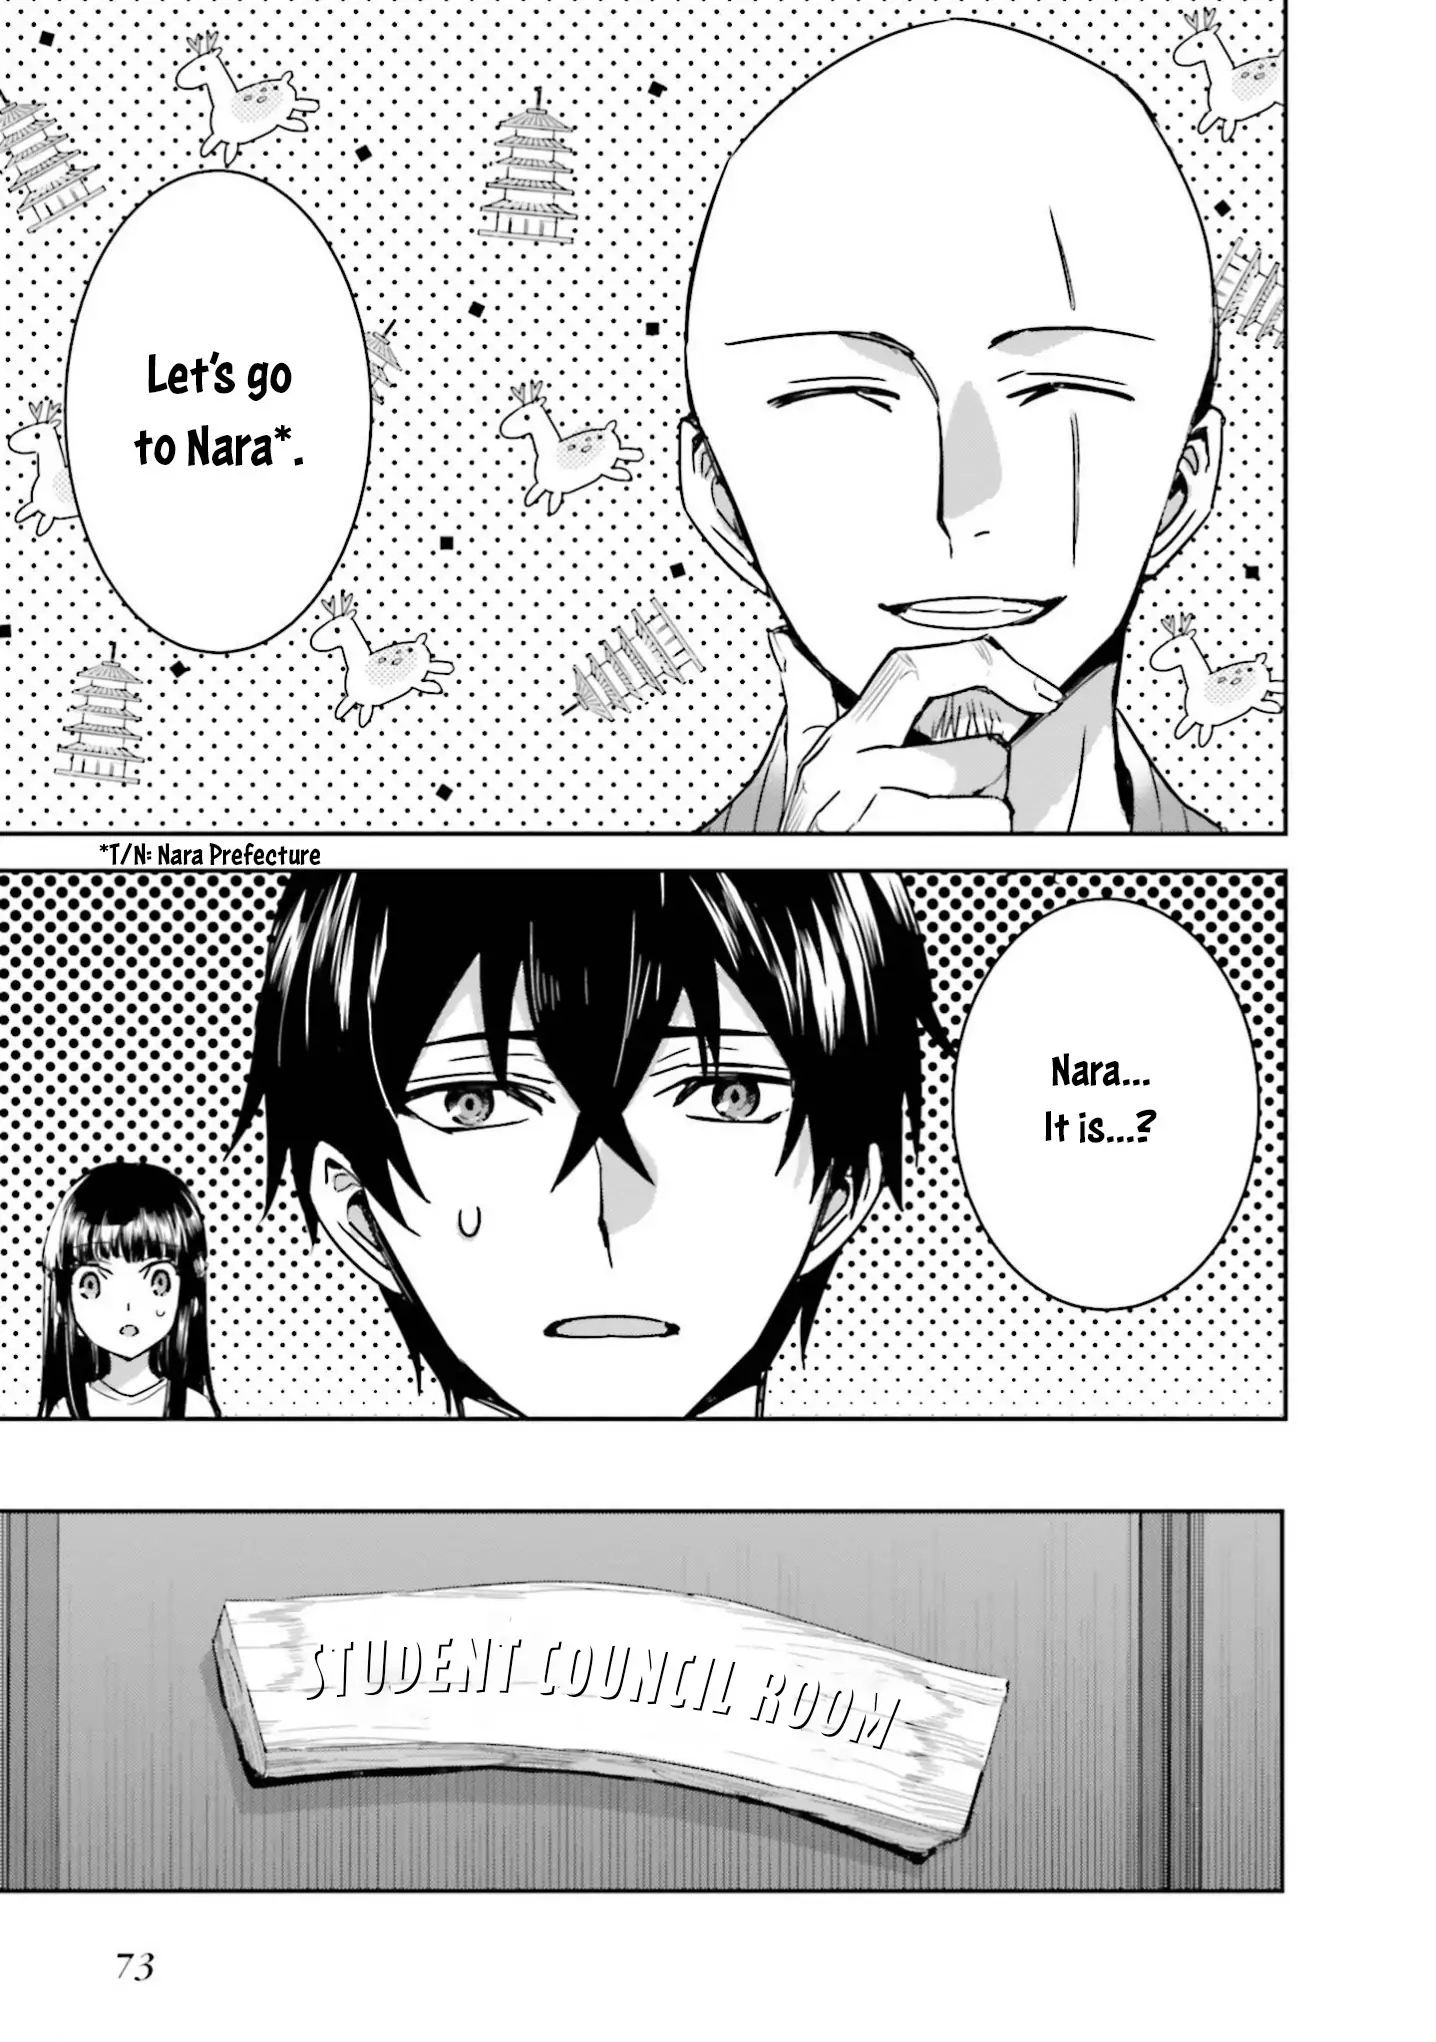 Let's go
to Nara*.
*T/N: Nara Prefecture
Nara...
It is...?
STUDENT COUNCIL ROOM
73